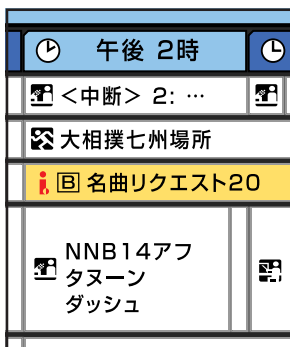 午後 2時
<中断> 2: …
大相撲七州場所
B 名曲リクエスト20
NNB14アフ
タヌーン
ダッシュ